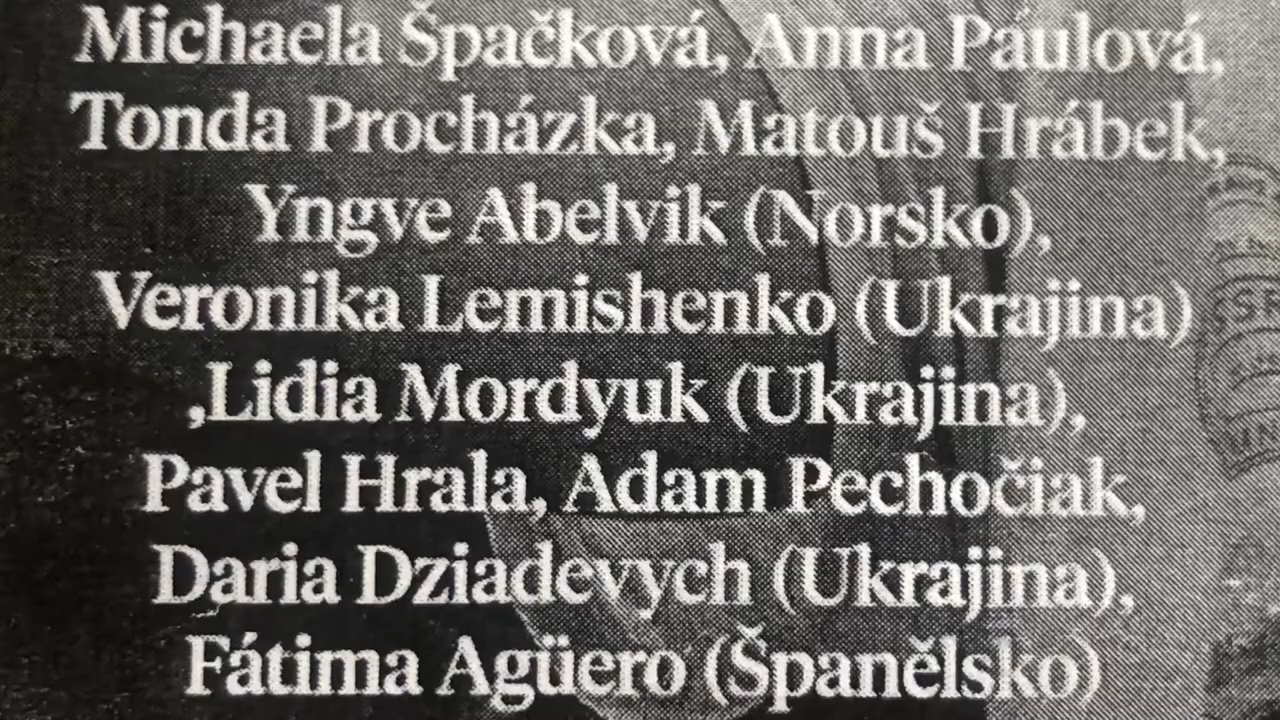 Michaela Špačková, Anna Páulová,
Tonda Procházka, Matouš Hrábek,
Yngve Abelvik (Norsko),
Veronika Lemishenko (Ukrajina)
,Lidia Mordyuk (Ukrajina),
Pavel Hrala, Adam Pechočiak,
Daria Dziadevych (Ukrajina),
Fátima Agüero (Španělsko)